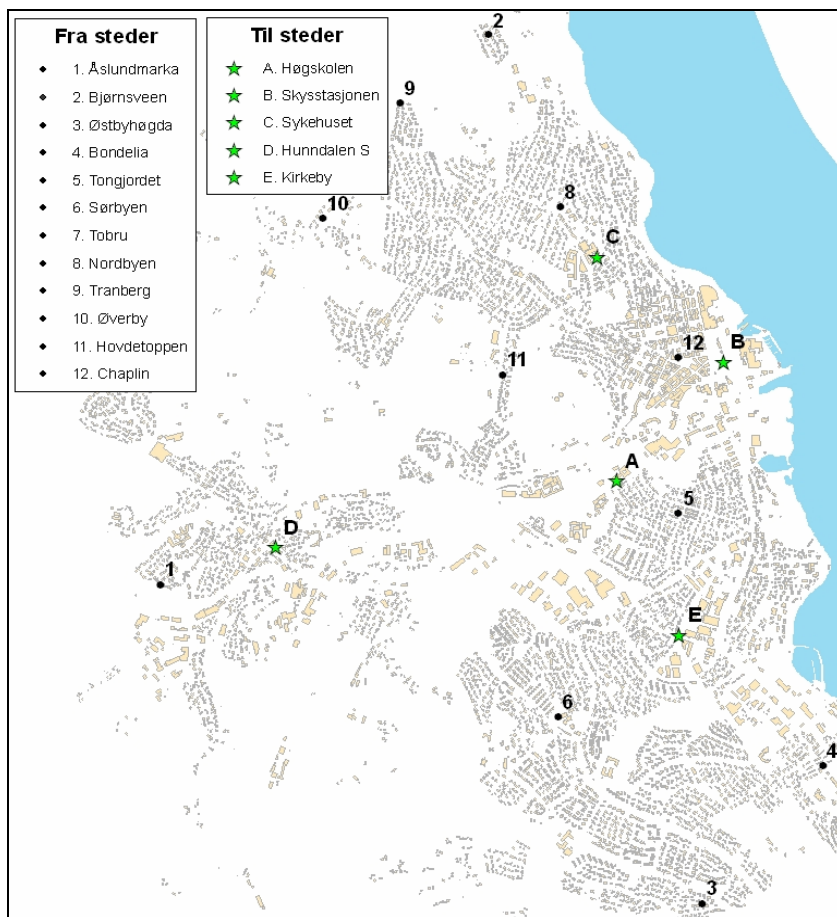 Fra steder
1. Åslundmarka
2. Bjørnsveen
3. Østbyhøgda
4. Bondelia
5. Tongjordet
6. Sørbyen
7. Tobru
8. Nordbyen
9. Tranberg
10. Øverby
11. Hovdetoppen
12. Chaplin
Til steder
A. Høgskolen
B. Skysstasjonen
C. Sykehuset
D. Hunndalen S
E. Kirkeby
2
9
8
10
C
12
B
11
A
5
D
1
E
6
4
3